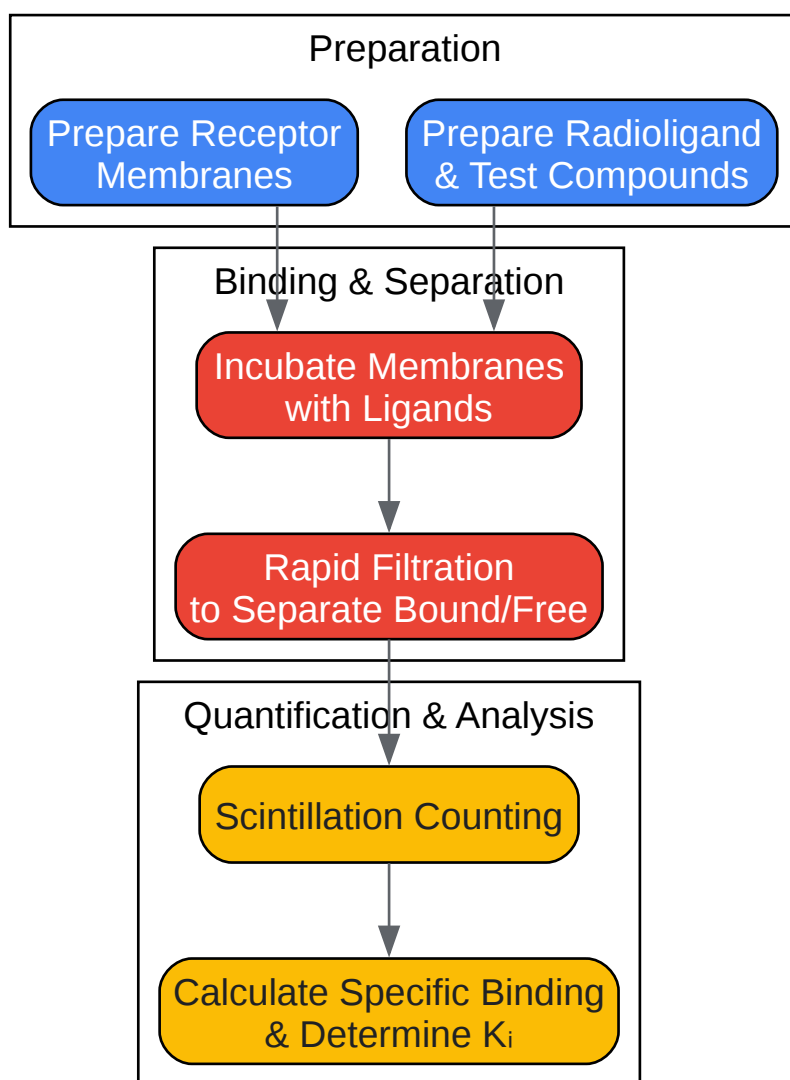 Preparation
Prepare Receptor
Membranes
Prepare Radioligand
& Test Compounds
Binding & Separation
Incubate Membranes
with Ligands
Rapid Filtration
to Separate Bound/Free
Quantification & Analysis
Scintillation Counting
Calculate Specific Binding
& Determine Kᵢ